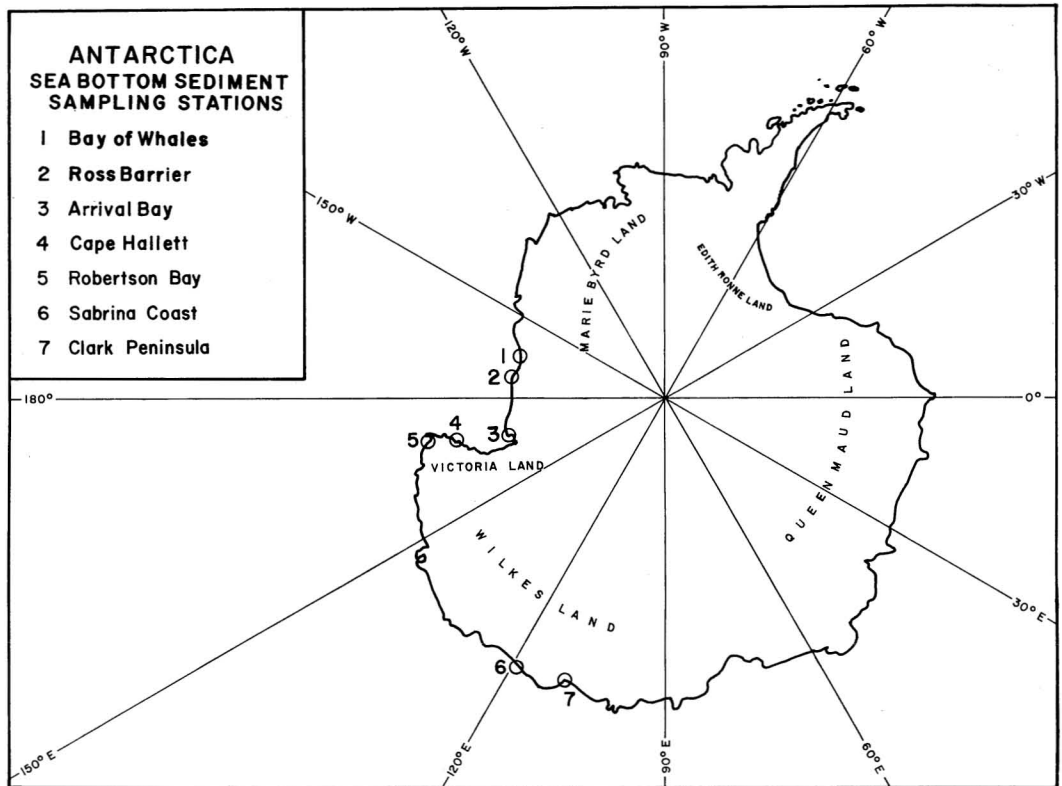 ANTARCTICA
SEA BOTTOM SEDIMENT
SAMPLING STATIONS
1 Bay of Whales
2 Ross Barrier
3 Arrival Bay
4 Cape Hallett
5 Robertson Bay
6 Sabrina Coast
7 Clark Peninsula
120° W
90° W
60° W
150° W
30° W
MARIE BYRD LAND
EDITH RONNE LAND
1
2
180°
0°
3
4
5
VICTORIA LAND
QUEEN MAUD LAND
WILKES LAND
30° E
6
7
150° E
120° E
90° E
60° E